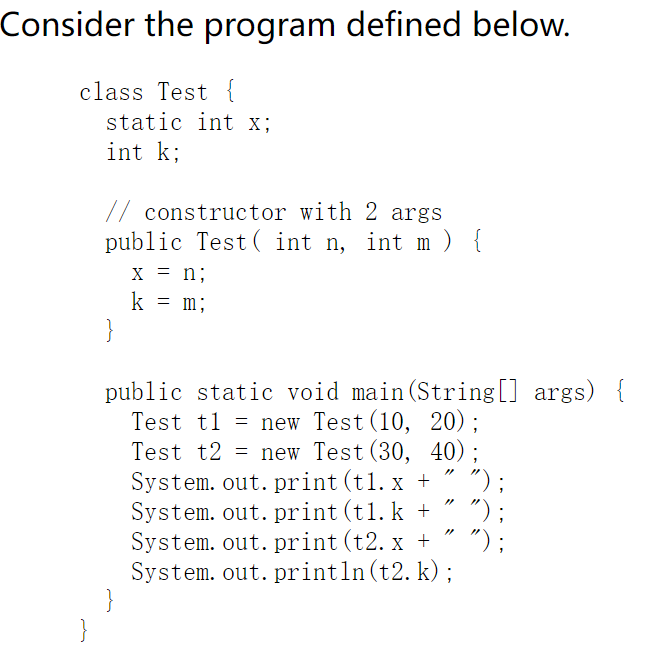 Consider the program defined below.
class Test {
static int x;
int k;
// constructor with 2 args
public Test( int n, int m ) {
x = n;
k = m;
}
public static void main(String[] args) {
Test t1 = new Test(10, 20);
Test t2 = new Test(30, 40);
System.out.print(t1.x + " ");
System.out.print(t1.k + " ");
System.out.print(t2.x + " ");
System.out.println(t2.k);
}
}